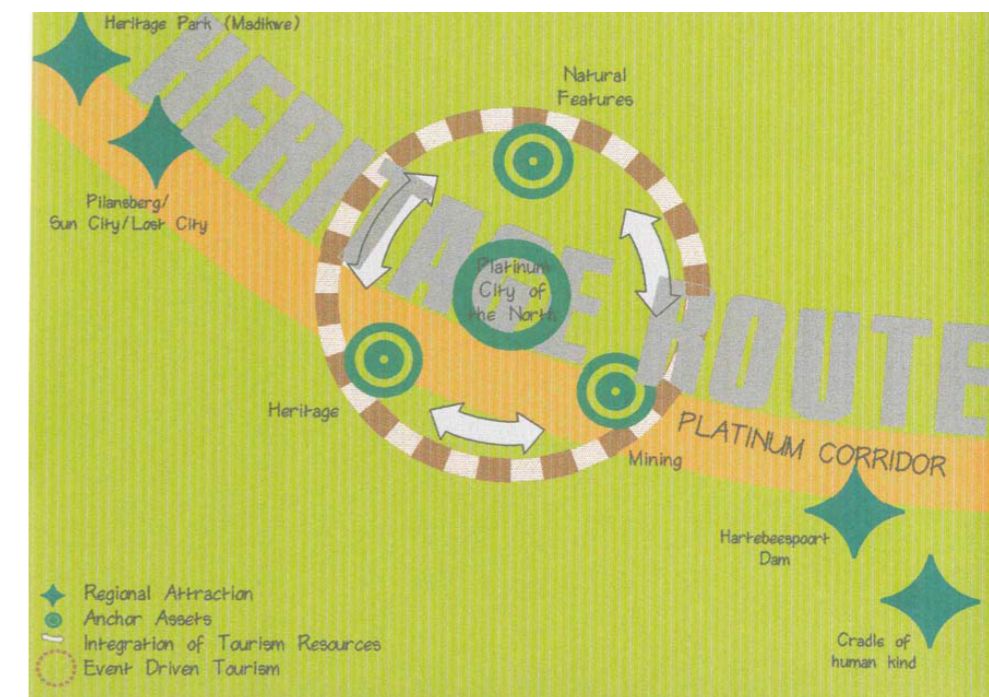 Heritage Park (Madikwe)
HERITAGE ROUTE
Natural
Features
Pilansberg/
Sun City/Lost City
Platinum
City of
the North
Heritage
Mining
PLATINUM CORRIDOR
Hartebeespoort
Dam
Cradle of
human kind
Regional Attraction
Anchor Assets
Integration of Tourism Resources
Event Driven Tourism